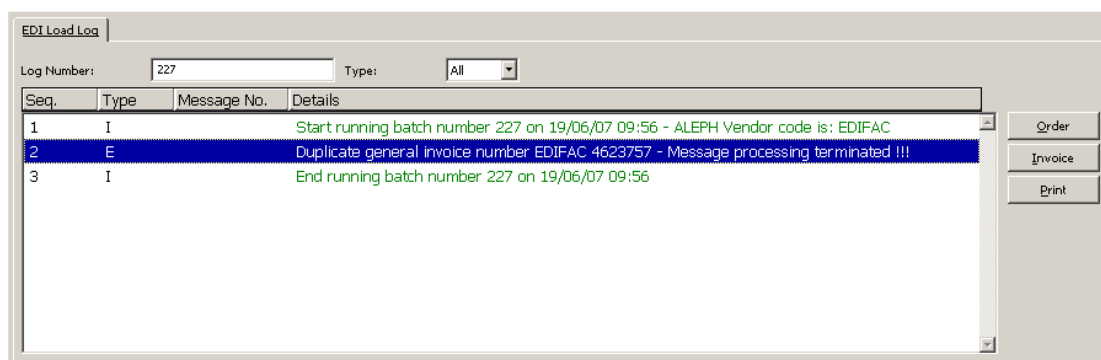 EDI Load Log
Log Number: 227 Type: All
Seq. Type Message No. Details
1 I Start running batch number 227 on 19/06/07 09:56 - ALEPH Vendor code is: EDIFAC
Order
2 E Duplicate general invoice number EDIFAC 4623757 - Message processing terminated !!!
Invoice
3 I End running batch number 227 on 19/06/07 09:56
Print